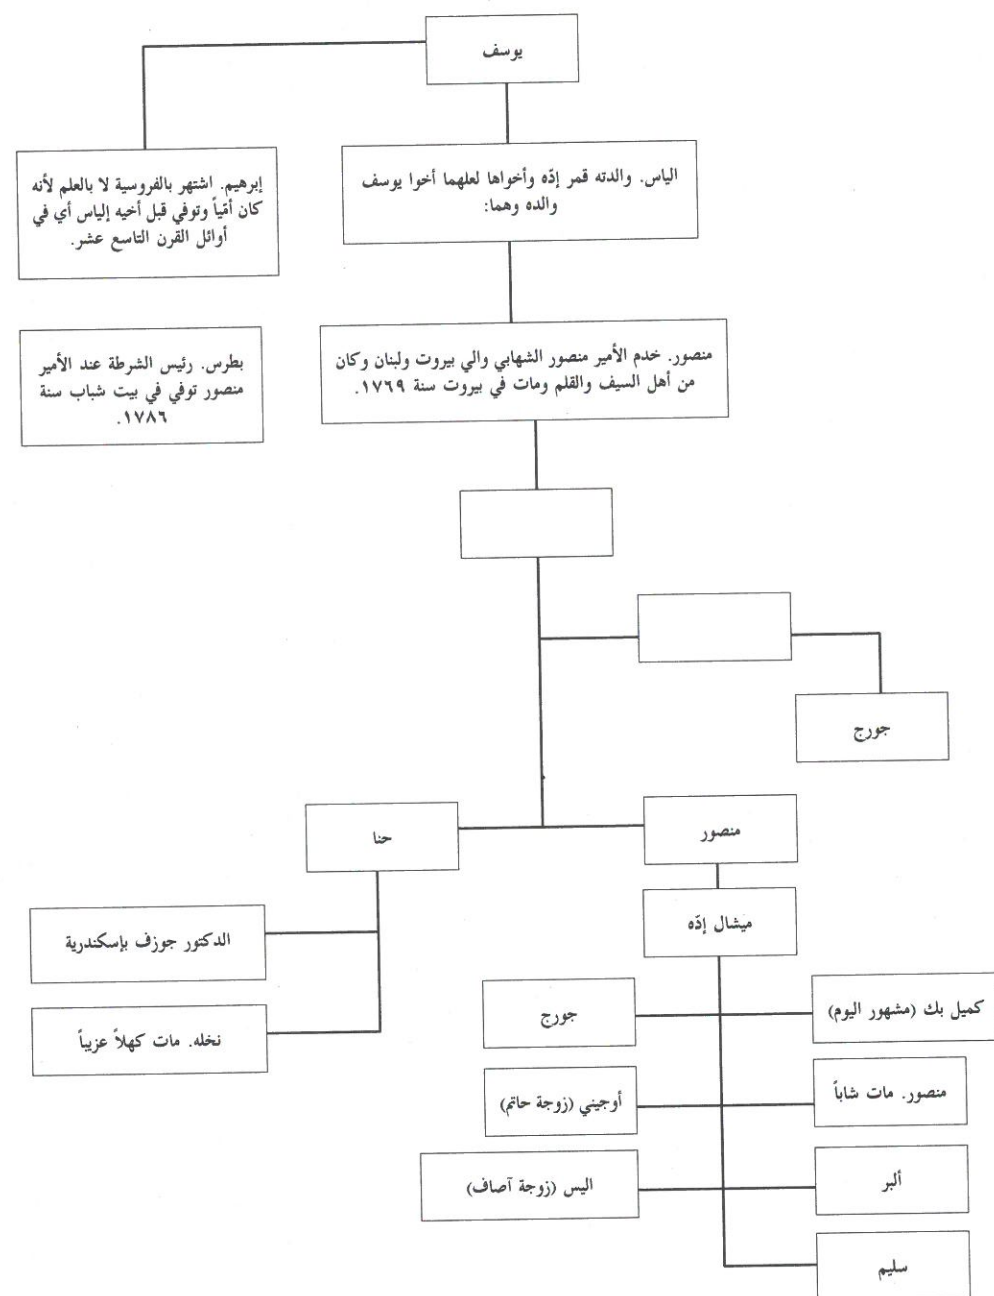 يوسف
الياس. والدته قمر إدّه وأخواها لعلهما أخوا يوسف
والده وهما:
إبرهيم. اشتهر بالفروسية لا بالعلم لأنه
كان أمّياً وتوفي قبل أخيه إلياس أي في
أوائل القرن التاسع عشر.
منصور. خدم الأمير منصور الشهابي والي بيروت ولبنان وكان
من أهل السيف والقلم ومات في بيروت سنة ١٧٦٩.
بطرس. رئيس الشرطة عند الأمير
منصور توفي في بيت شباب سنة
١٧٨٦.
جورج
منصور
حنا
ميشال إدّه
الدكتور جوزف بإسكندرية
نخله. مات كهلاً عزيباً
كميل بك (مشهور اليوم)
جورج
منصور. مات شاباً
أوجيني (زوجة حاتم)
ألبر
اليس (زوجة آصاف)
سليم